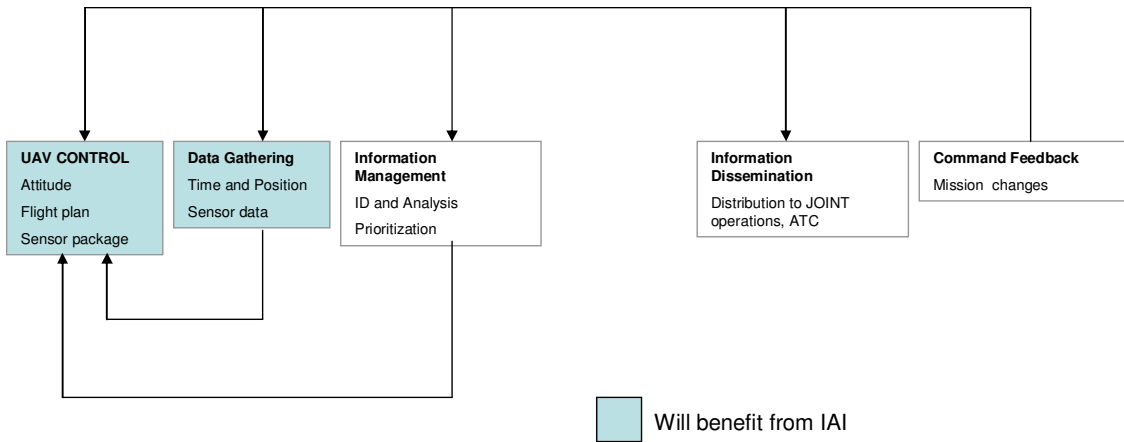 UAV CONTROL
Attitude
Flight plan
Sensor package
Data Gathering
Time and Position
Sensor data
Information
Management
ID and Analysis
Prioritization
Information
Dissemination
Distribution to JOINT
operations, ATC
Command Feedback
Mission changes
Will benefit from IAI